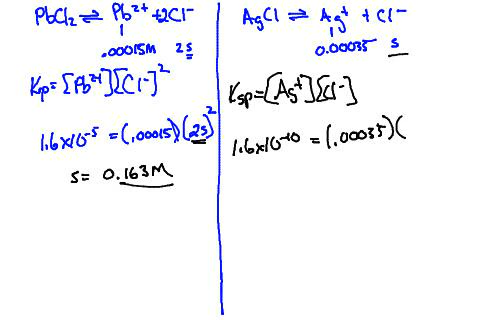 PbCl₂ ⇌ Pb²⁺ + 2Cl⁻
.00015M 2s
Ksp = [Pb²⁺][Cl⁻]²
1.6x10⁻⁵ = (.00015)(2s)²
s = 0.163M
AgCl ⇌ Ag⁺ + Cl⁻
0.00035 s
Ksp = [Ag⁺][Cl⁻]
1.6x10⁻¹⁰ = (.00035)(